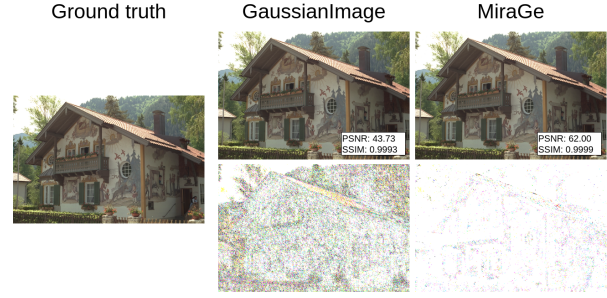 Ground truth
GaussianImage
MiraGe
PSNR: 43.73
SSIM: 0.9993
PSNR: 62.00
SSIM: 0.9999